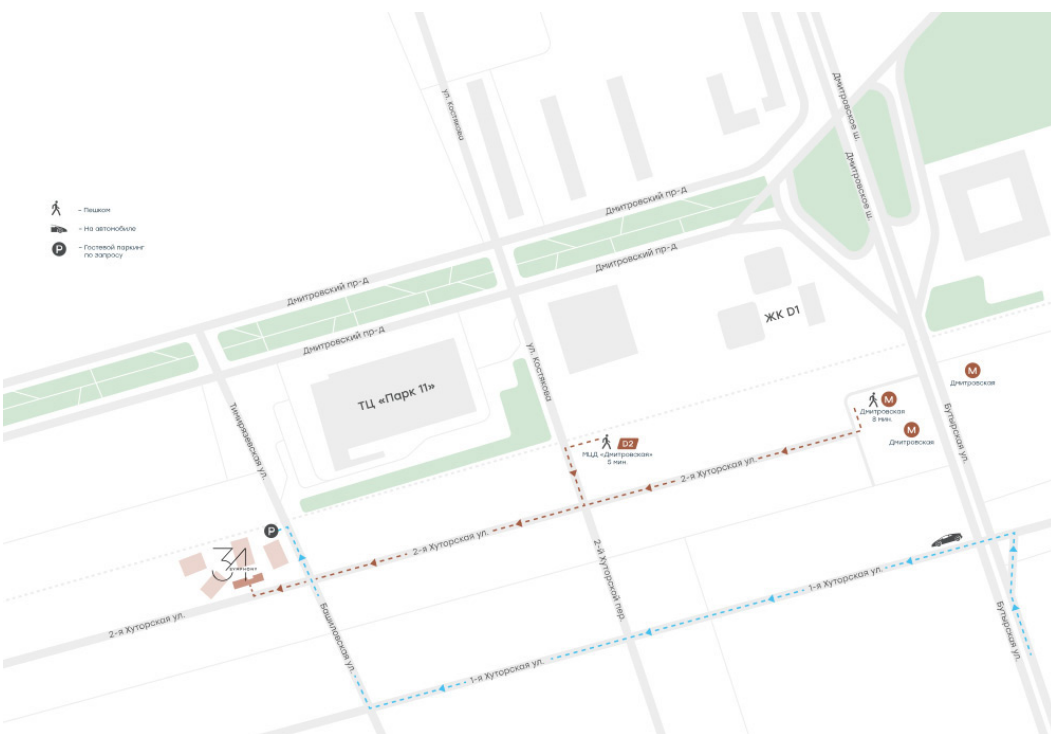 ул. Костякова
Дмитровское ш.
Дмитровское ш.
– Пешком
– На автомобиле
P
– Гостевой паркинг
по запросу
Дмитровский пр-д
Дмитровский пр-д
Дмитровский пр-д
Дмитровский пр-д
ЖК D1
ул. Костякова
ТЦ «Парк 11»
М
Дмитровская
М
Дмитровская
8 мин.
М
Дмитровская
Бутырская ул.
Тимирязевская ул.
D2
МЦД «Дмитровская»
5 мин
2-я Хуторская ул.
2-я Хуторская ул.
P
31
2-й Хуторской пер.
1-я Хуторская ул.
Бутырская ул.
2-я Хуторская ул.
Башиловская ул.
1-я Хуторская ул.